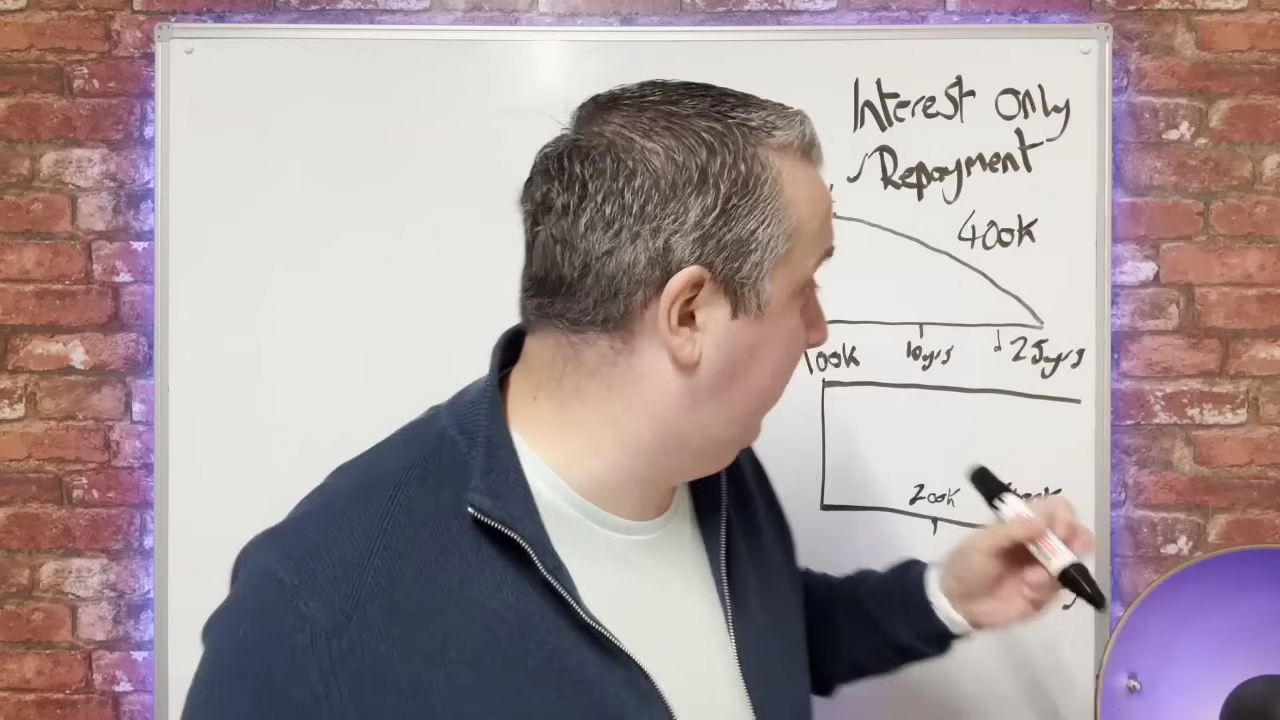 Interest only
Repayment
400k
100k 10yrs 25yrs
200k